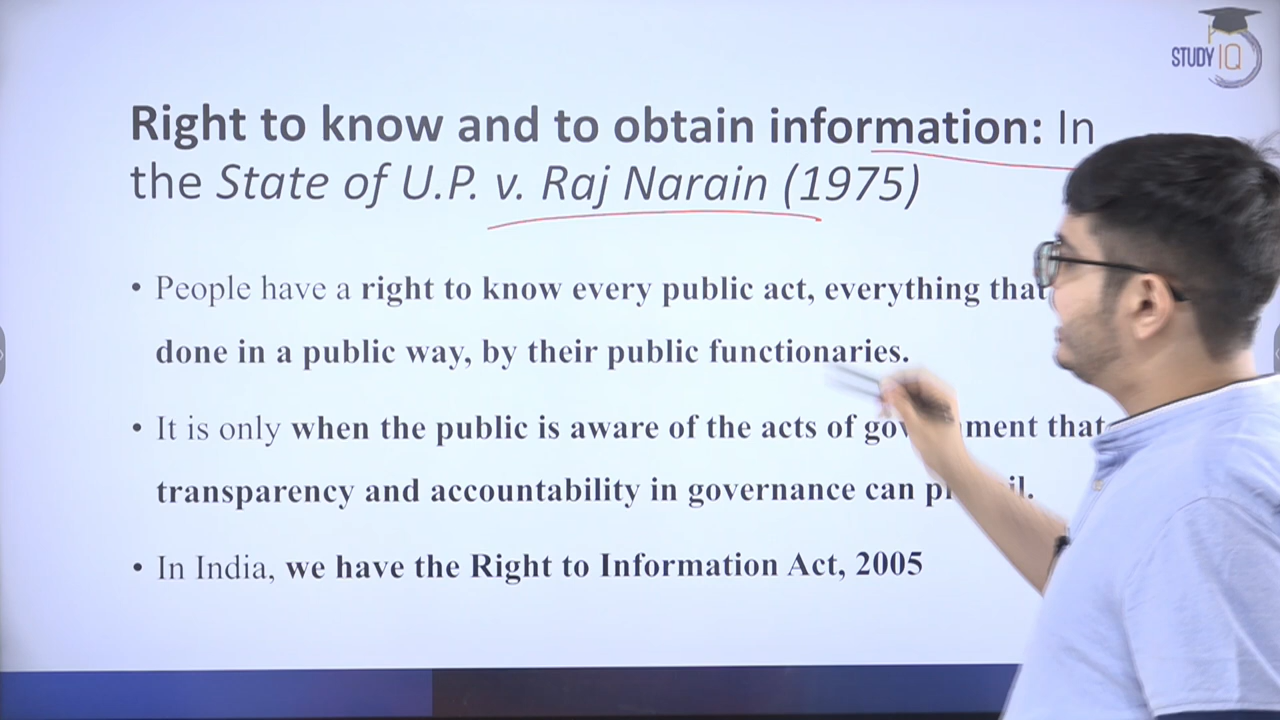 STUDY IQ
Right to know and to obtain information: In
the State of U.P. v. Raj Narain (1975)
• People have a right to know every public act, everything that
done in a public way, by their public functionaries.
• It is only when the public is aware of the acts of that
transparency and accountability in governance can
• In India, we have the Right to Information Act, 2005